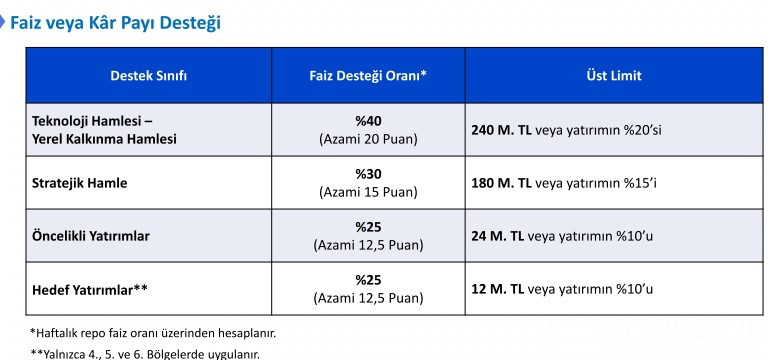 Faiz veya Kâr Payı Desteği
Destek Sınıfı
Faiz Desteği Oranı*
Üst Limit
Teknoloji Hamlesi –
Yerel Kalkınma Hamlesi
%40
(Azami 20 Puan)
240 M. TL veya yatırımın %20'si
Stratejik Hamle
%30
(Azami 15 Puan)
180 M. TL veya yatırımın %15'i
Öncelikli Yatırımlar
%25
(Azami 12,5 Puan)
24 M. TL veya yatırımın %10'u
Hedef Yatırımlar**
%25
(Azami 12,5 Puan)
12 M. TL veya yatırımın %10'u
*Haftalık repo faiz oranı üzerinden hesaplanır.
**Yalnızca 4., 5. ve 6. Bölgelerde uygulanır.